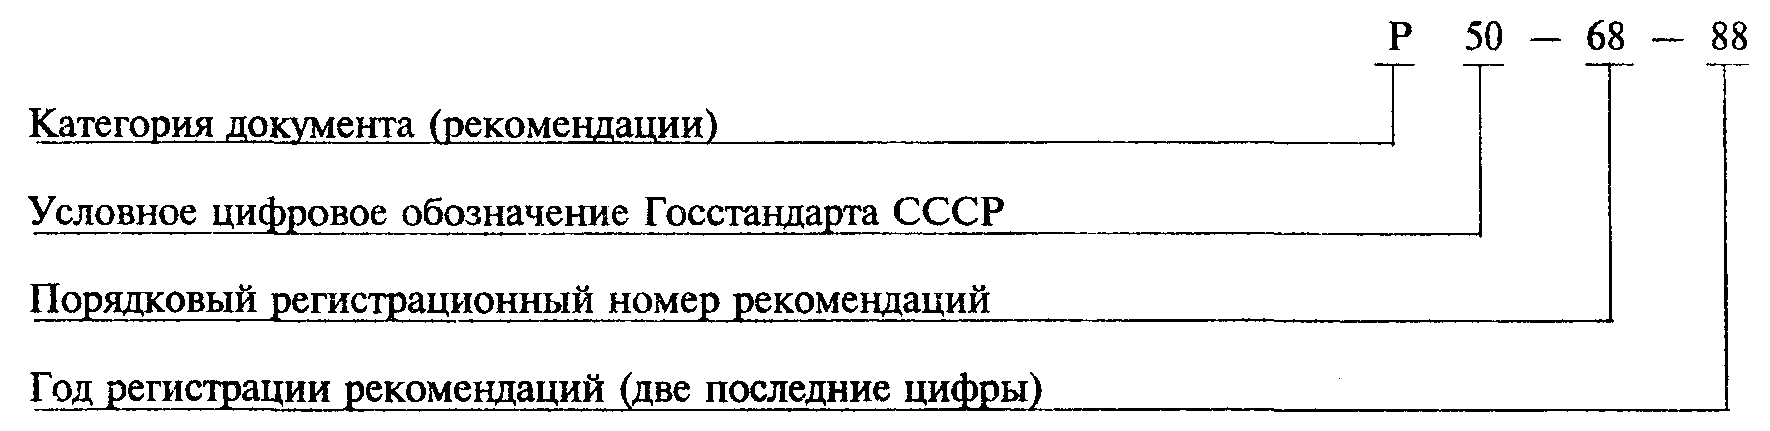 Р 50 — 68 — 88
Категория документа (рекомендации)
Условное цифровое обозначение Госстандарта СССР
Порядковый регистрационный номер рекомендаций
Год регистрации рекомендаций (две последние цифры)